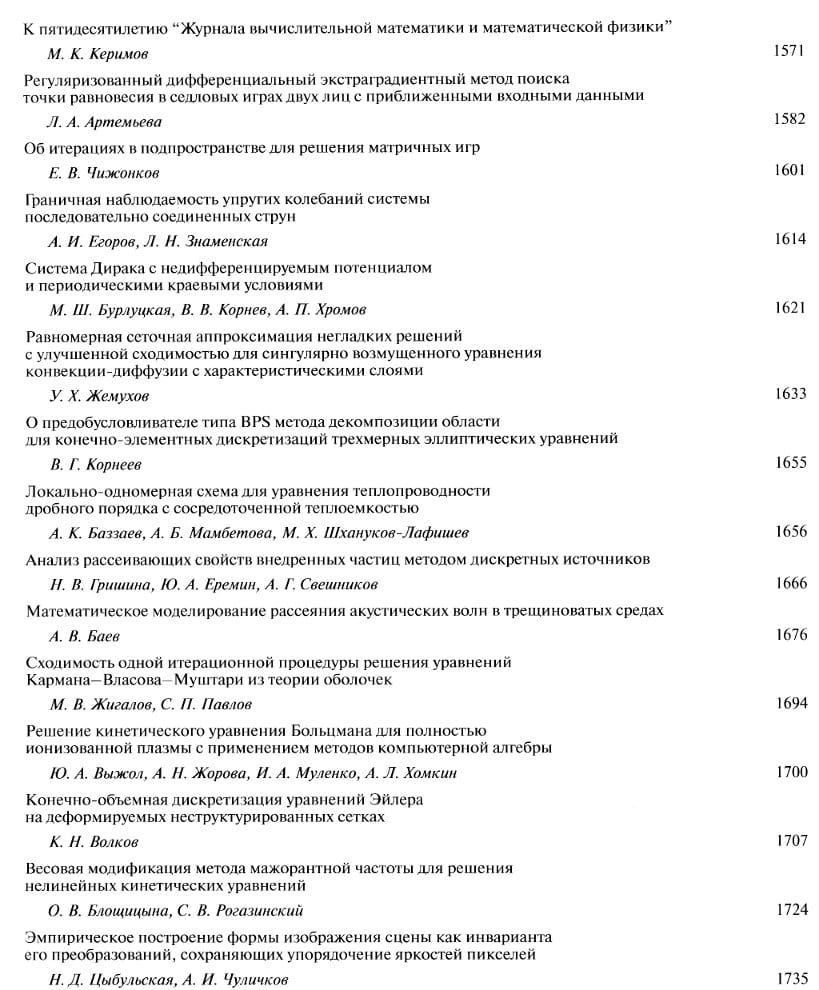 К пятидесятилетию “Журнала вычислительной математики и математической физики”
М. К. Керимов 1571
Регуляризованный дифференциальный экстраградиентный метод поиска
точки равновесия в седловых играх двух лиц с приближенными входными данными
Л. А. Артемьева 1582
Об итерациях в подпространстве для решения матричных игр
Е. В. Чижонков 1601
Граничная наблюдаемость упругих колебаний системы
последовательно соединенных струн
А. И. Егоров, Л. Н. Знаменская 1614
Система Дирака с недифференцируемым потенциалом
и периодическими краевыми условиями
М. Ш. Бурлуцкая, В. В. Корнев, А. П. Хромов 1621
Равномерная сеточная аппроксимация негладких решений
с улучшенной сходимостью для сингулярно возмущенного уравнения
конвекции-диффузии с характеристическими слоями
У. Х. Жемухов 1633
О предобусловливателе типа BPS метода декомпозиции области
для конечно-элементных дискретизаций трехмерных эллиптических уравнений
В. Г. Корнеев 1655
Локально-одномерная схема для уравнения теплопроводности
дробного порядка с сосредоточенной теплоемкостью
А. К. Баззаев, А. Б. Мамбетова, М. Х. Шхануков-Лафишев 1656
Анализ рассеивающих свойств внедренных частиц методом дискретных источников
Н. В. Гришина, Ю. А. Еремин, А. Г. Свешников 1666
Математическое моделирование рассеяния акустических волн в трещиноватых средах
А. В. Баев 1676
Сходимость одной итерационной процедуры решения уравнений
Кармана–Власова–Муштари из теории оболочек
М. В. Жигалов, С. П. Павлов 1694
Решение кинетического уравнения Больцмана для полностью
ионизованной плазмы с применением методов компьютерной алгебры
Ю. А. Выжол, А. Н. Жорова, И. А. Муленко, А. Л. Хомкин 1700
Конечно-объемная дискретизация уравнений Эйлера
на деформируемых неструктурированных сетках
К. Н. Волков 1707
Весовая модификация метода мажорантной частоты для решения
нелинейных кинетических уравнений
О. В. Блощицына, С. В. Рогазинский 1724
Эмпирическое построение формы изображения сцены как инварианта
его преобразований, сохраняющих упорядочение яркостей пикселей
Н. Д. Цыбульская, А. И. Чуличков 1735